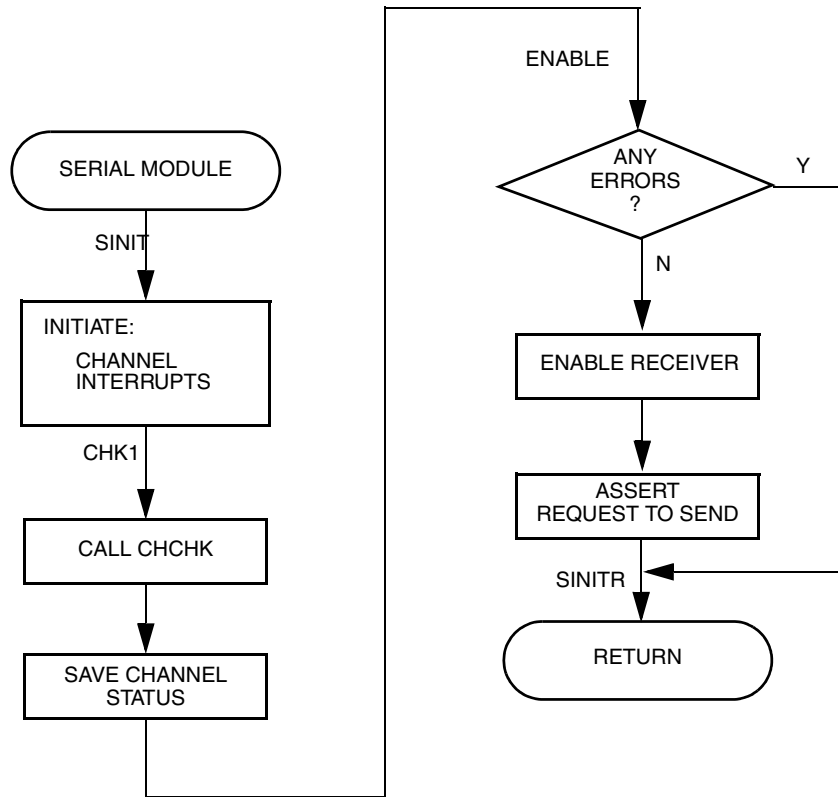 SERIAL MODULE
SINIT
INITIATE:
CHANNEL
INTERRUPTS
CHK1
CALL CHCHK
SAVE CHANNEL
STATUS
ENABLE
ANY
ERRORS
?
Y
N
ENABLE RECEIVER
ASSERT
REQUEST TO SEND
SINITR
RETURN